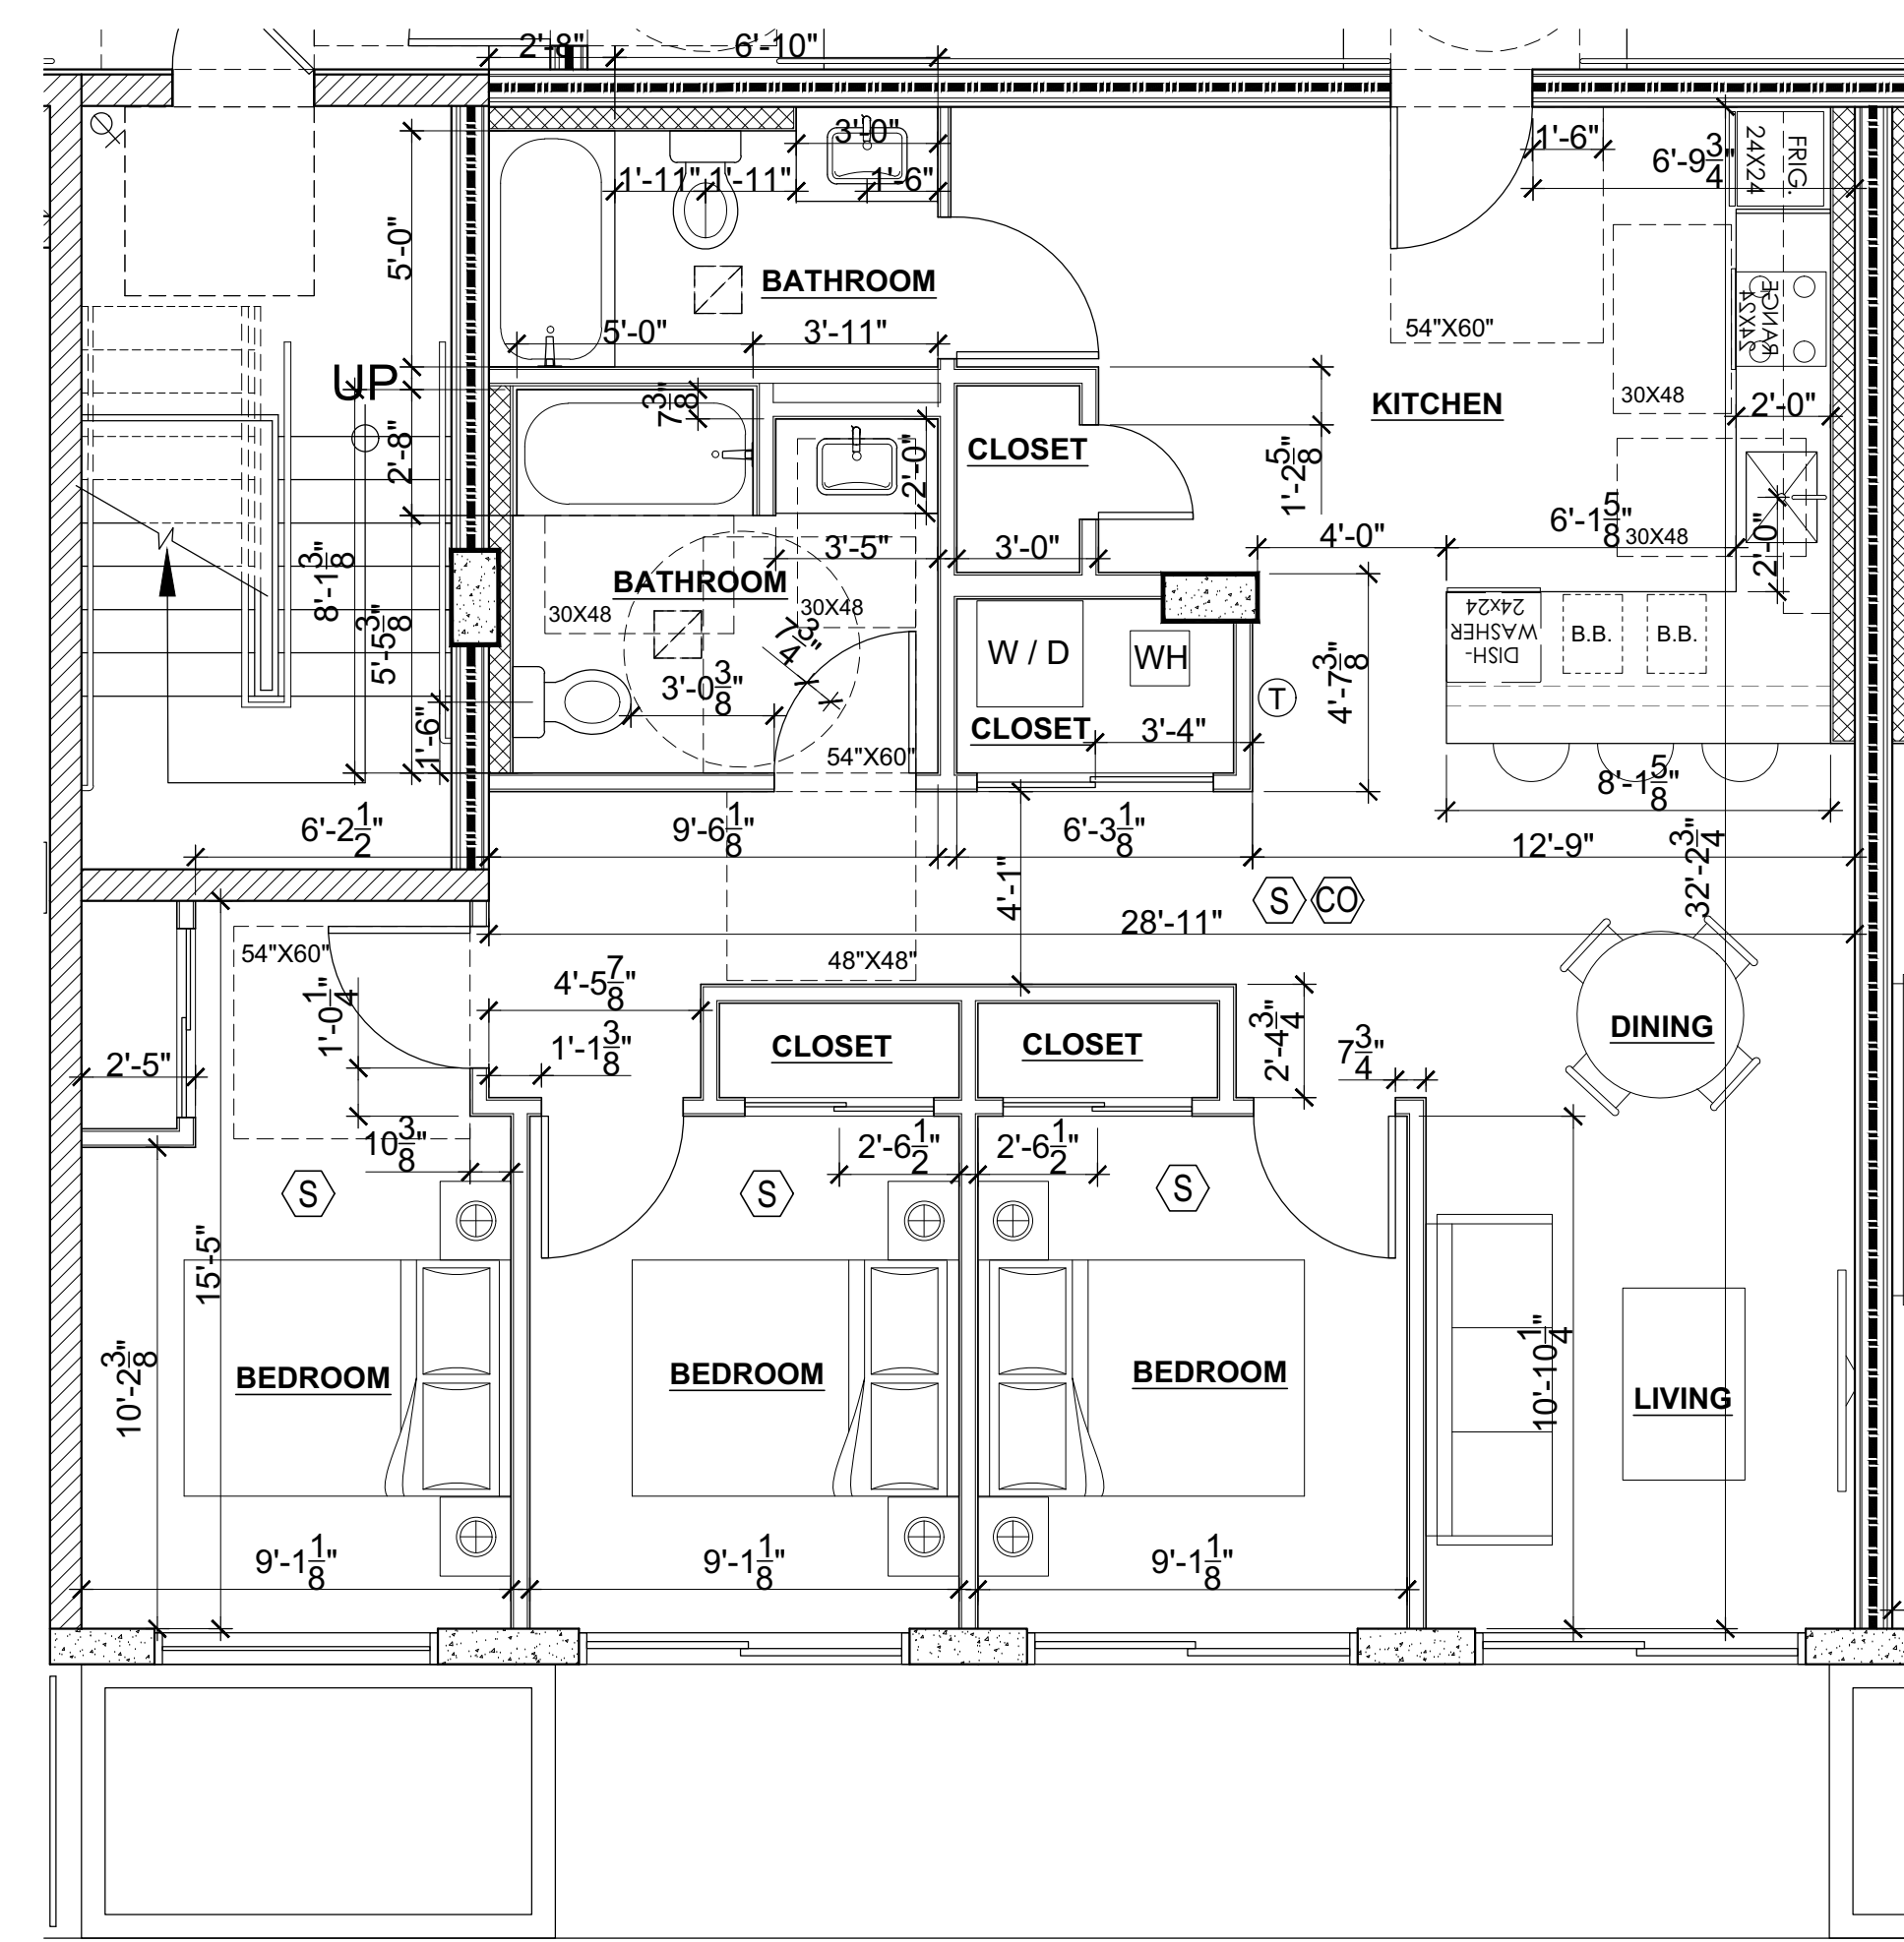 2'-8"
6'-10"
3'-0"
1'-6"
6'-9 3/4"
FRIG.
24X24
1'-11"
1'-11"
1'-6"
5'-0"
BATHROOM
RANGE
24X24
54"X60"
5'-0"
3'-11"
UP
7 3/8"
30X48
2'-0"
KITCHEN
2'-8"
CLOSET
2'-0"
1'-2 5/8"
6'-1 5/8"
30X48
2'-0"
3'-5"
3'-0"
4'-0"
8'-1 3/8"
BATHROOM
30X48
30X48
DISH-
WASHER
24x24
B.B.
B.B.
5'-5 3/8"
7 3/4"
W / D
WH
4'-7 3/8"
3'-0 3/8"
T
1'-6"
CLOSET
3'-4"
54"X60"
8'-1 5/8"
6'-2 1/2"
9'-6 1/8"
6'-3 1/8"
12'-9"
32'-2 3/4"
4'-1"
S
CO
28'-11"
54"X60"
48"X48"
4'-5 7/8"
1'-0 1/4"
1'-1 3/8"
CLOSET
CLOSET
2'-4 3/4"
7 3/4"
DINING
2'-5"
10 3/8"
2'-6 1/2"
2'-6 1/2"
S
S
S
15'-5"
10'-2 3/8"
BEDROOM
BEDROOM
BEDROOM
10'-10 1/4"
LIVING
9'-1 1/8"
9'-1 1/8"
9'-1 1/8"